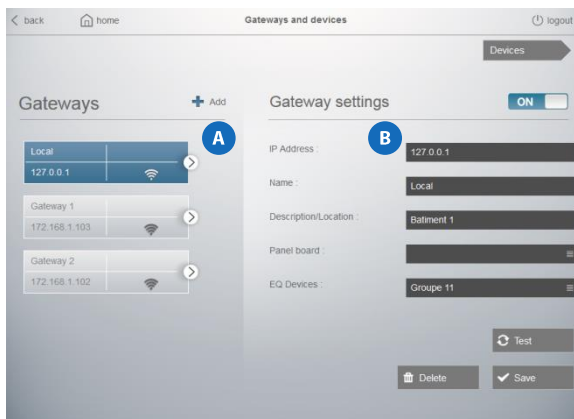 back home Gateways and devices logout
Devices
Gateways Add
Gateway settings ON
A
B
Local
127.0.0.1
Gateway 1
172.168.1.103
Gateway 2
172.168.1.102
IP Address : 127.0.0.1
Name : Local
Description/Location : Batiment 1
Panel board :
EQ Devices : Groupe 11
Test
Delete Save